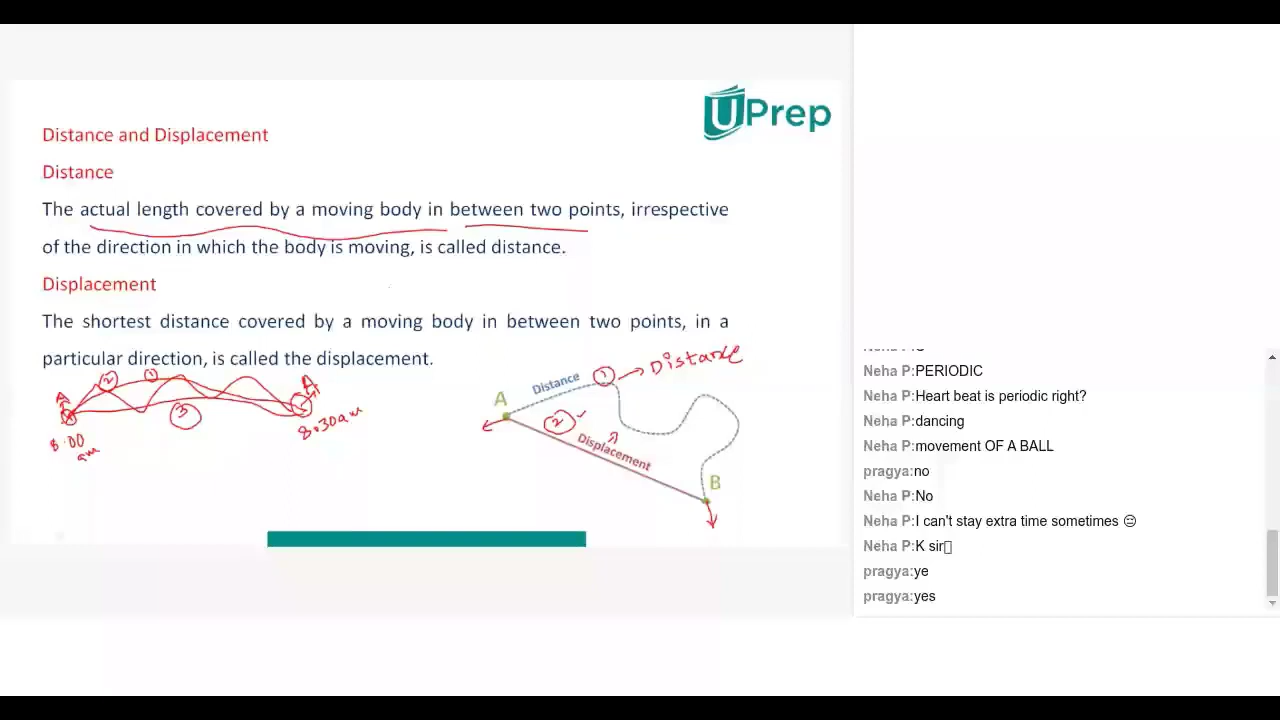 UPrep
Distance and Displacement
Distance
The actual length covered by a moving body in between two points, irrespective
of the direction in which the body is moving, is called distance.
Displacement
The shortest distance covered by a moving body in between two points, in a
particular direction, is called the displacement.
A
2
1
3
A
8.00
am
8.30am
A
Distance
1
Distance
2
Displacement
B
Neha P:PERIODIC
Neha P:Heart beat is periodic right?
Neha P:dancing
Neha P:movement OF A BALL
pragya:no
Neha P:No
Neha P:I can't stay extra time sometimes 😔
Neha P:K sir
pragya:ye
pragya:yes